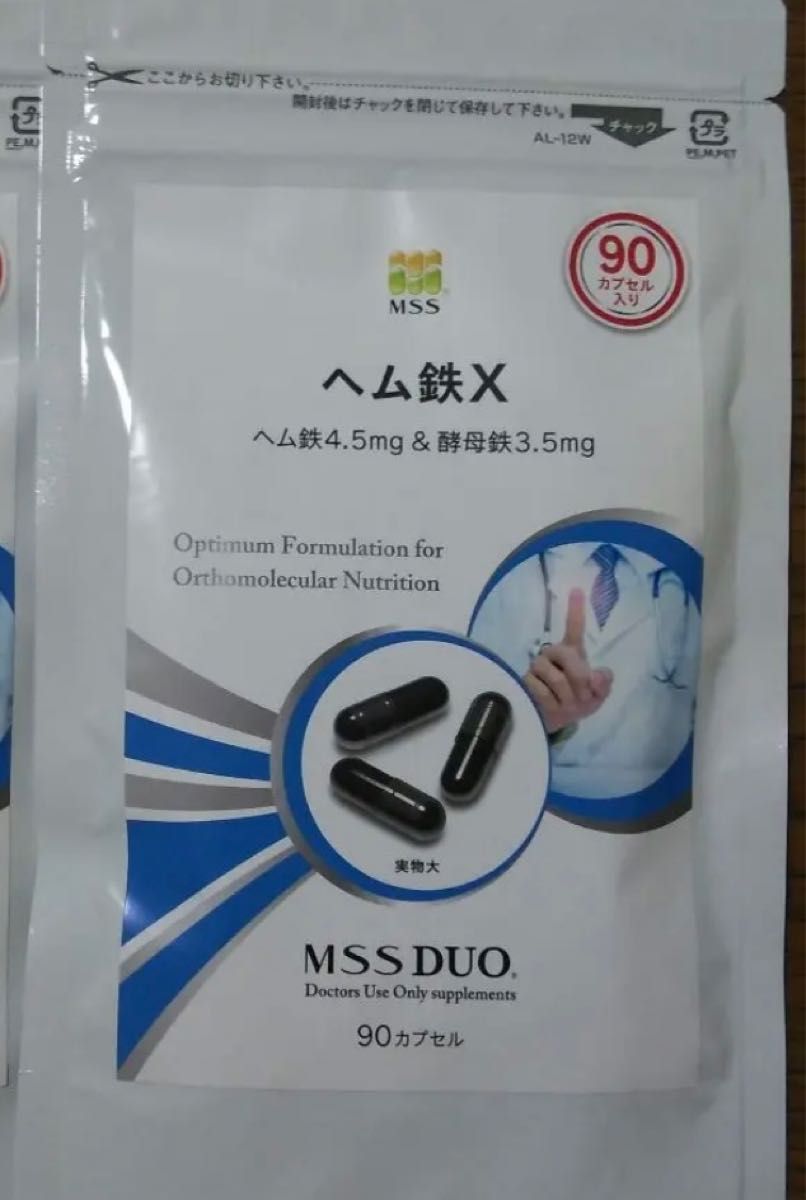 ここからお切り下さい。
開封後はチャックを閉じて保存して下さい。
チャック
AL-12W
プラ
PE,M,PET
MSS
90
カプセル
入り
ヘム鉄X
ヘム鉄4.5mg & 酵母鉄3.5mg
Optimum Formulation for
Orthomolecular Nutrition
実物大
MSS DUO®
Doctors Use Only supplements
90カプセル